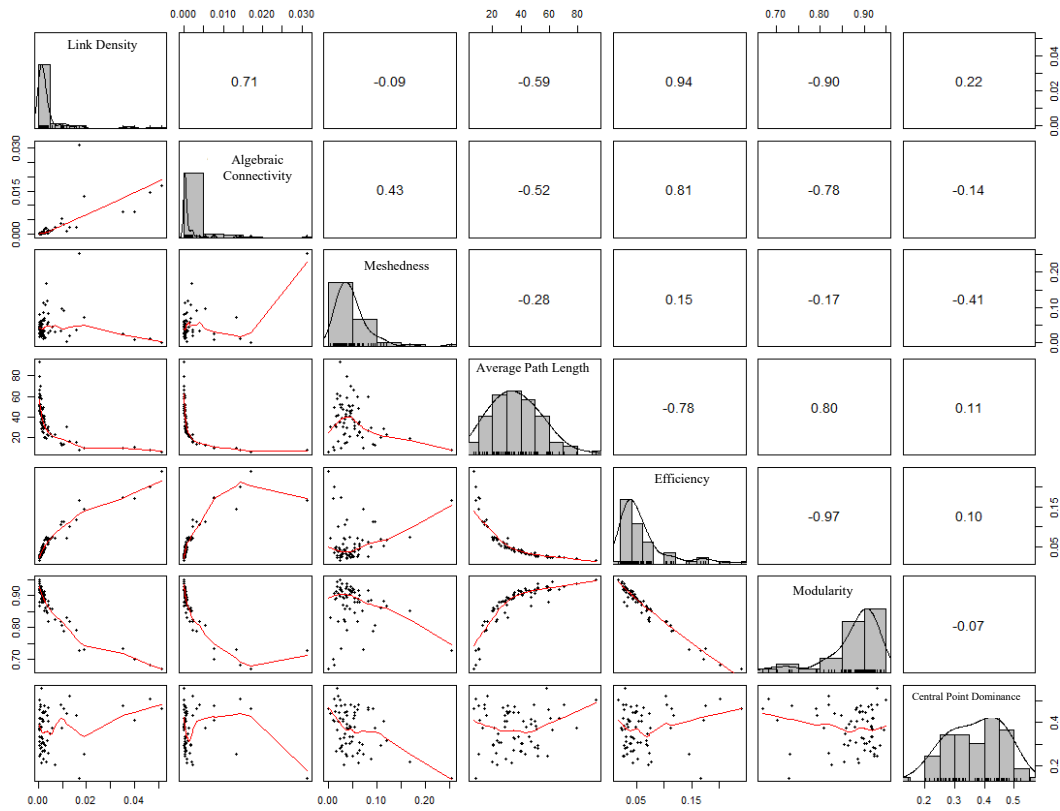 0.000 0.010 0.020 0.030
20 40 60 80
0.70 0.80 0.90
Link Density
0.71
-0.09
-0.59
0.94
-0.90
0.22
0.00 0.02 0.04
0.000 0.015 0.030
Algebraic
Connectivity
0.43
-0.52
0.81
-0.78
-0.14
Meshedness
-0.28
0.15
-0.17
-0.41
0.00 0.10 0.20
20 40 60 80
Average Path Length
-0.78
0.80
0.11
Efficiency
-0.97
0.10
0.05 0.15
0.70 0.80 0.90
Modularity
-0.07
Central Point Dominance
0.2 0.4
0.00 0.02 0.04
0.00 0.10 0.20
0.05 0.15
0.2 0.3 0.4 0.5